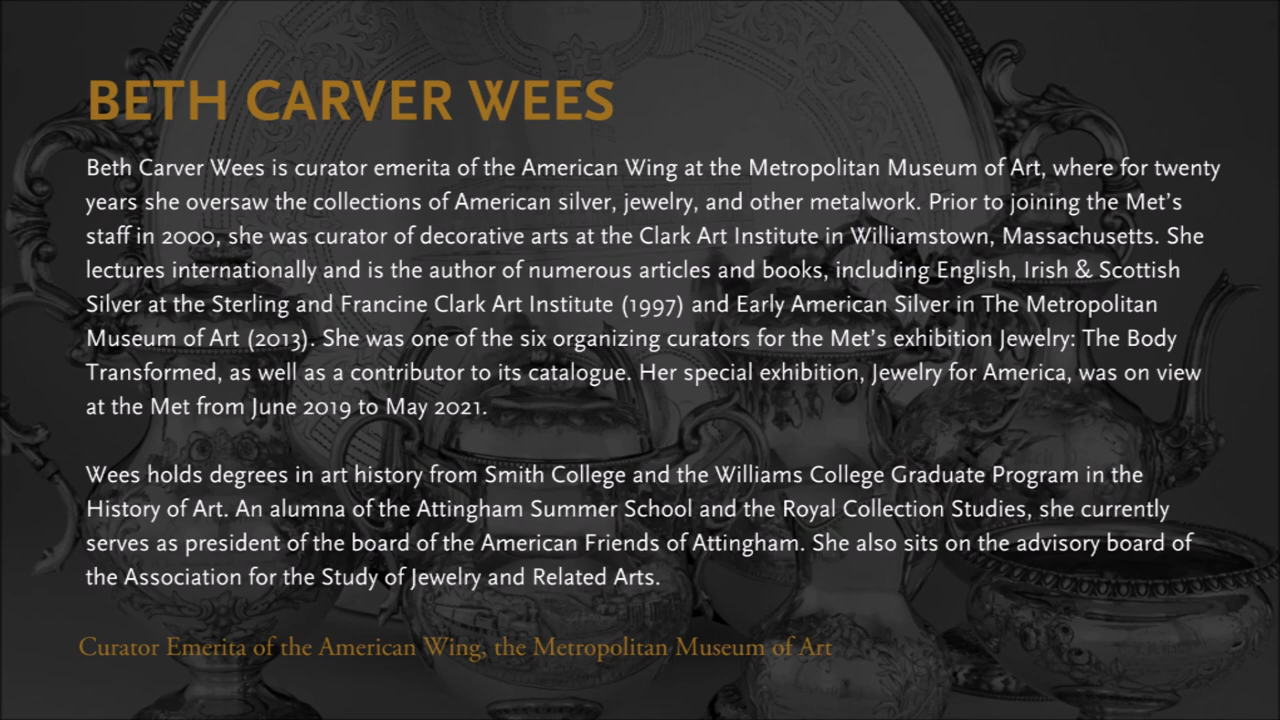 BETH CARVER WEES
Beth Carver Wees is curator emerita of the American Wing at the Metropolitan Museum of Art, where for twenty
years she oversaw the collections of American silver, jewelry, and other metalwork. Prior to joining the Met's
staff in 2000, she was curator of decorative arts at the Clark Art Institute in Williamstown, Massachusetts. She
lectures internationally and is the author of numerous articles and books, including English, Irish & Scottish
Silver at the Sterling and Francine Clark Art Institute (1997) and Early American Silver in The Metropolitan
Museum of Art (2013). She was one of the six organizing curators for the Met's exhibition Jewelry: The Body
Transformed, as well as a contributor to its catalogue. Her special exhibition, Jewelry for America, was on view
at the Met from June 2019 to May 2021.
Wees holds degrees in art history from Smith College and the Williams College Graduate Program in the
History of Art. An alumna of the Attingham Summer School and the Royal Collection Studies, she currently
serves as president of the board of the American Friends of Attingham. She also sits on the advisory board of
the Association for the Study of Jewelry and Related Arts.
Curator Emerita of the American Wing, the Metropolitan Museum of Art